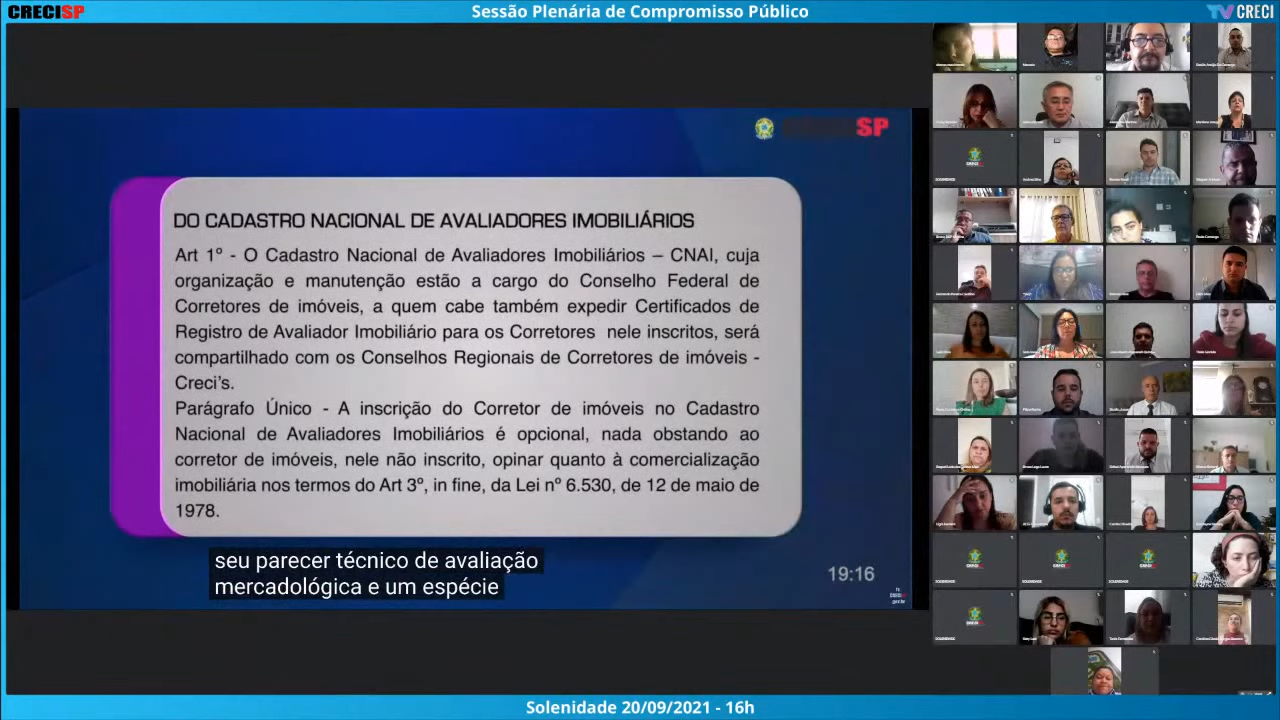 CRECISP
Sessão Plenária de Compromisso Público
TV CRECI
SP
DO CADASTRO NACIONAL DE AVALIADORES IMOBILIÁRIOS
Art 1º - O Cadastro Nacional de Avaliadores Imobiliários – CNAI, cuja
organização e manutenção estão a cargo do Conselho Federal de
Corretores de imóveis, a quem cabe também expedir Certificados de
Registro de Avaliador Imobiliário para os Corretores nele inscritos, será
compartilhado com os Conselhos Regionais de Corretores de imóveis -
Creci's.
Parágrafo Único - A inscrição do Corretor de imóveis no Cadastro
Nacional de Avaliadores Imobiliários é opcional, nada obstando ao
corretor de imóveis, nele não inscrito, opinar quanto à comercialização
imobiliária nos termos do Art 3º, in fine, da Lei nº 6.530, de 12 de maio de
1978.
seu parecer técnico de avaliação
mercadológica e um espécie
19:16
Solenidade 20/09/2021 - 16h